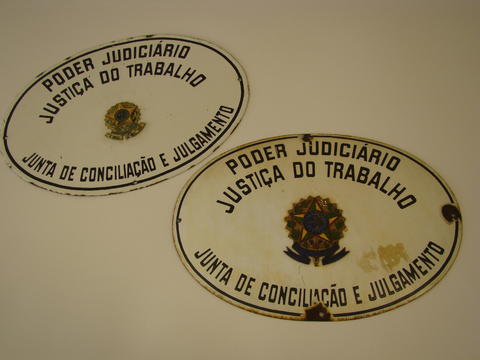 PODER JUDICIÁRIO
JUSTIÇA DO TRABALHO
JUNTA DE CONCILIAÇÃO E JULGAMENTO
PODER JUDICIÁRIO
JUSTIÇA DO TRABALHO
JUNTA DE CONCILIAÇÃO E JULGAMENTO